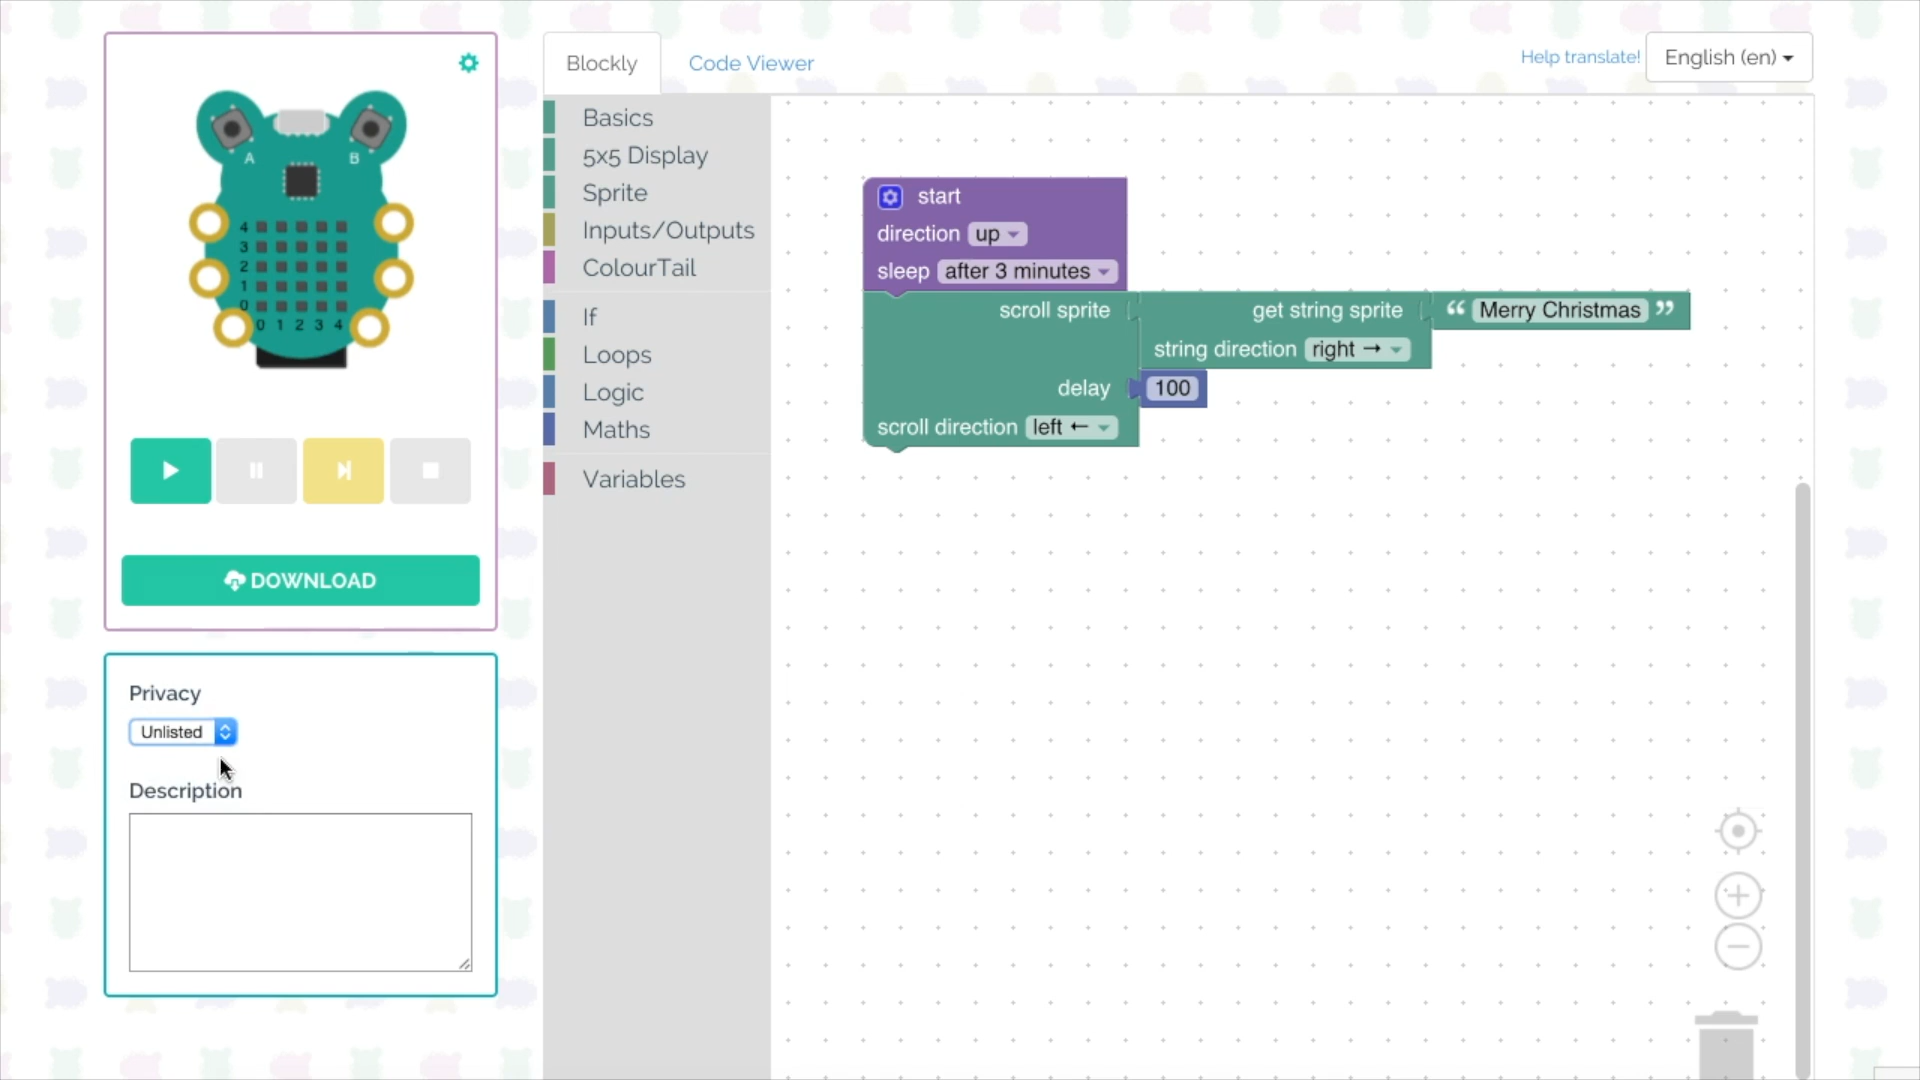 A B
4
3
2
1
0
0 1 2 3 4
DOWNLOAD
Privacy
Unlisted
Description
Blockly
Code Viewer
Help translate!
English (en)
Basics
5x5 Display
Sprite
Inputs/Outputs
ColourTail
If
Loops
Logic
Maths
Variables
start
direction up
sleep after 3 minutes
scroll sprite get string sprite “ Merry Christmas ”
string direction right →
delay 100
scroll direction left ←